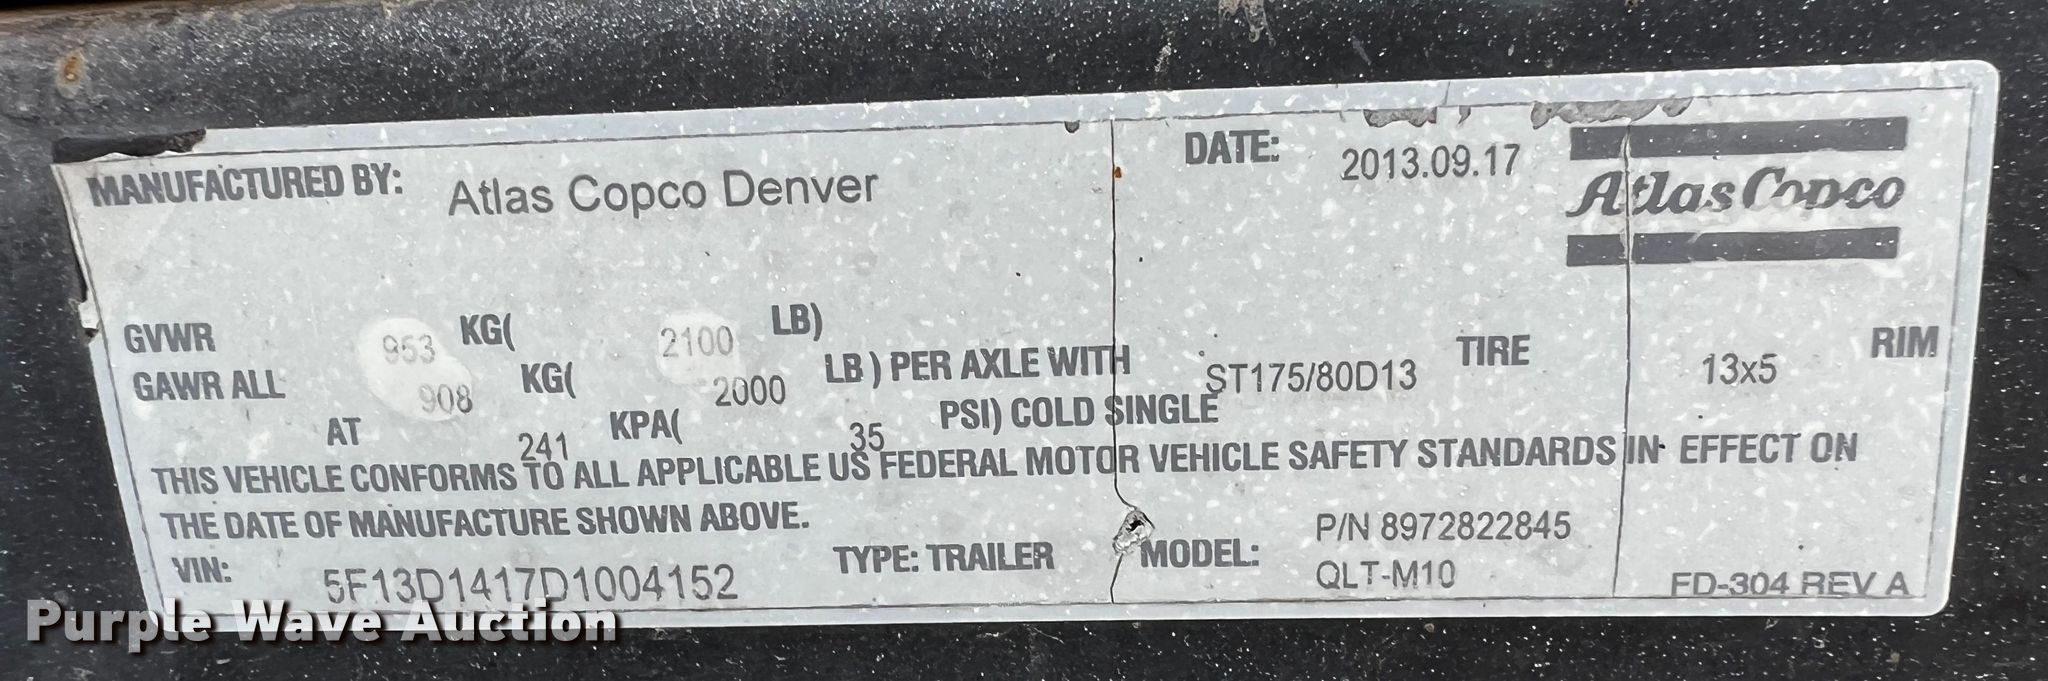 MANUFACTURED BY: Atlas Copco Denver
DATE: 2013.09.17
Atlas Copco
GVWR 953 KG( 2100 LB)
GAWR ALL 908 KG( 2000 LB) PER AXLE WITH ST175/80D13 TIRE 13x5 RIM
AT 241 KPA( 35 PSI) COLD SINGLE
THIS VEHICLE CONFORMS TO ALL APPLICABLE US FEDERAL MOTOR VEHICLE SAFETY STANDARDS IN EFFECT ON
THE DATE OF MANUFACTURE SHOWN ABOVE.
VIN: 5F13D1417D1004152 TYPE: TRAILER MODEL: P/N 8972822845
QLT-M10
FD-304 REV A
Purple Wave Auction